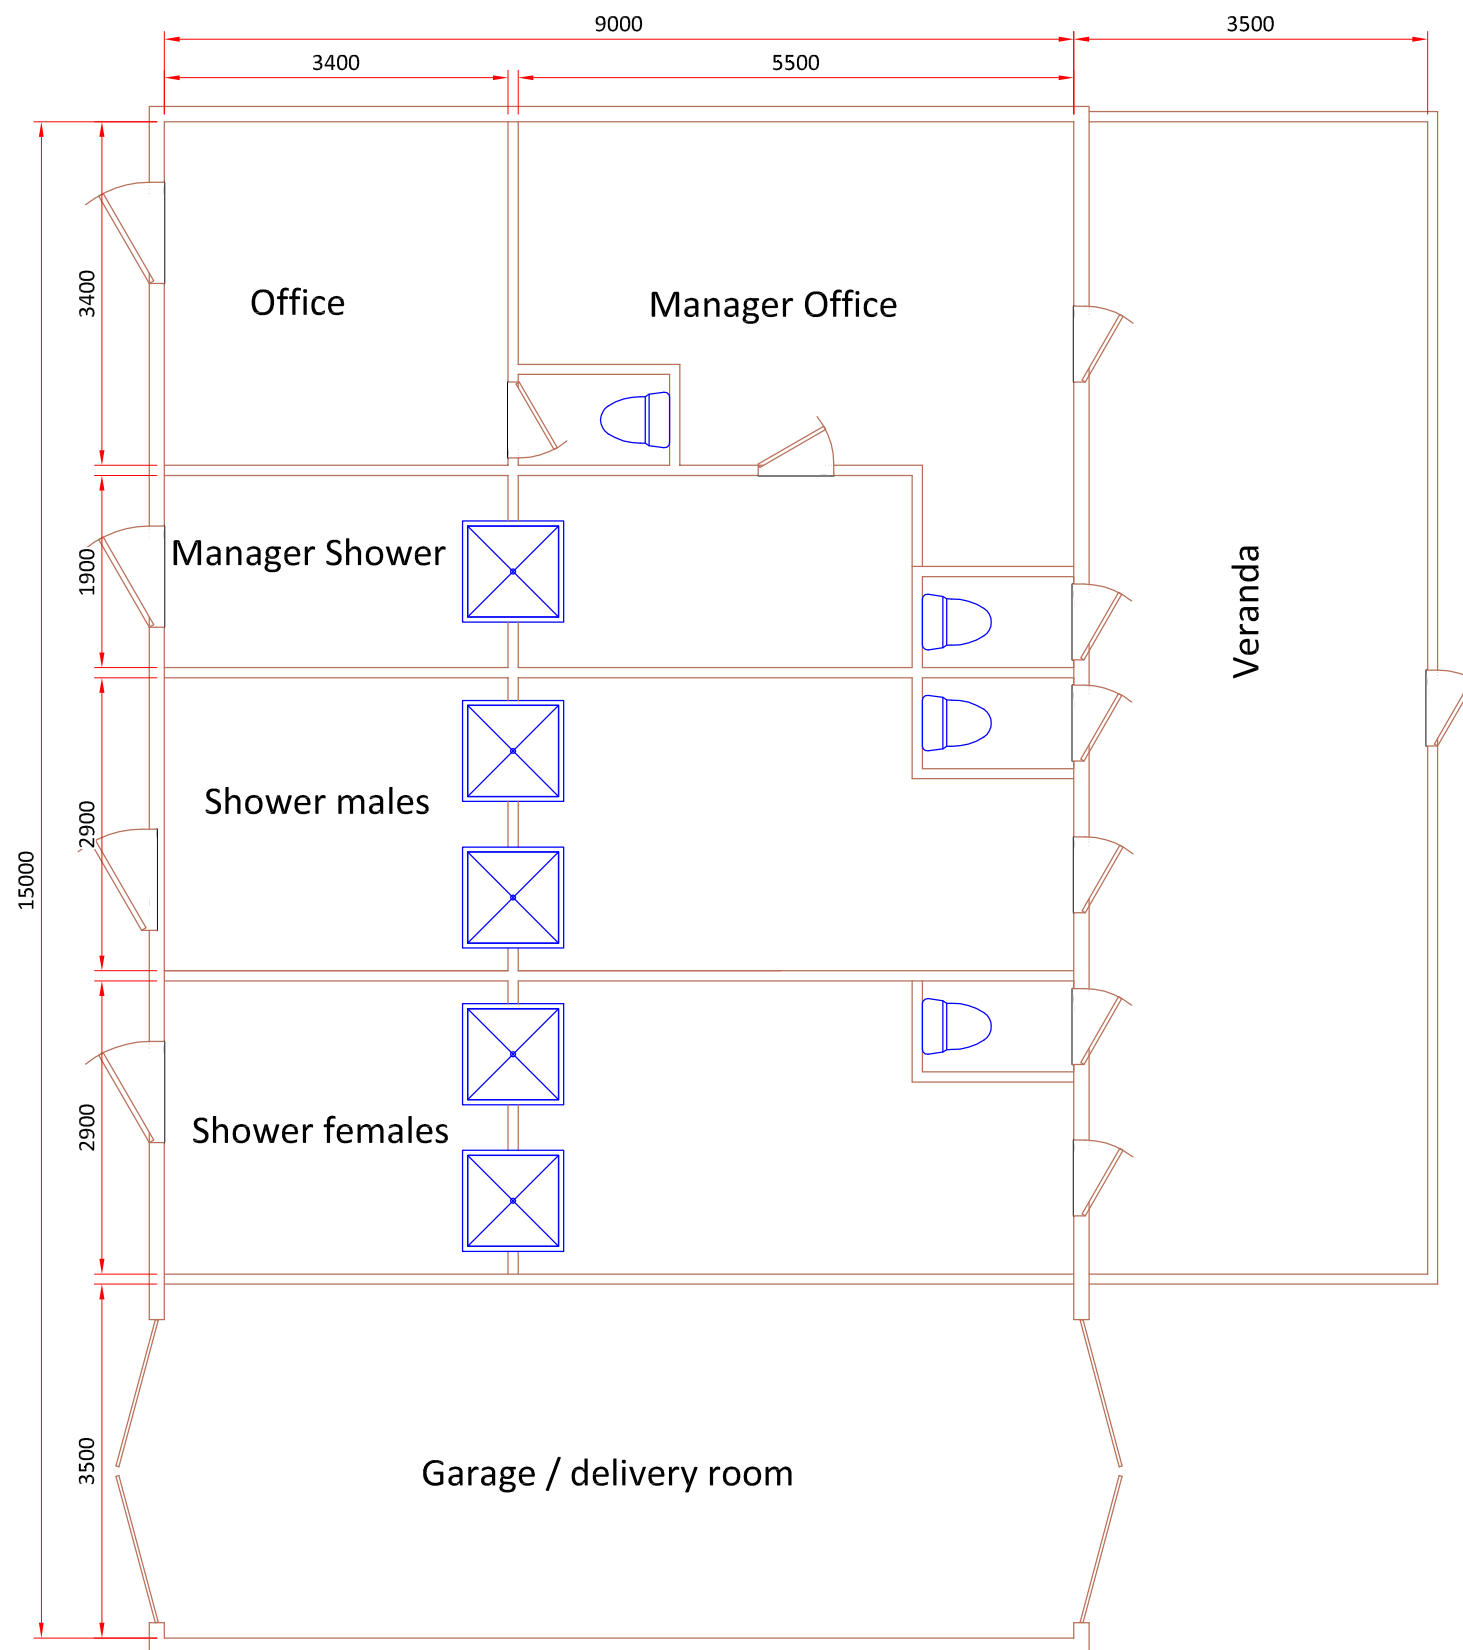 9000
3500
3400
5500
3400
Office
Manager Office
1900
Manager Shower
Veranda
2900
Shower males
15000
2900
Shower females
3500
Garage / delivery room